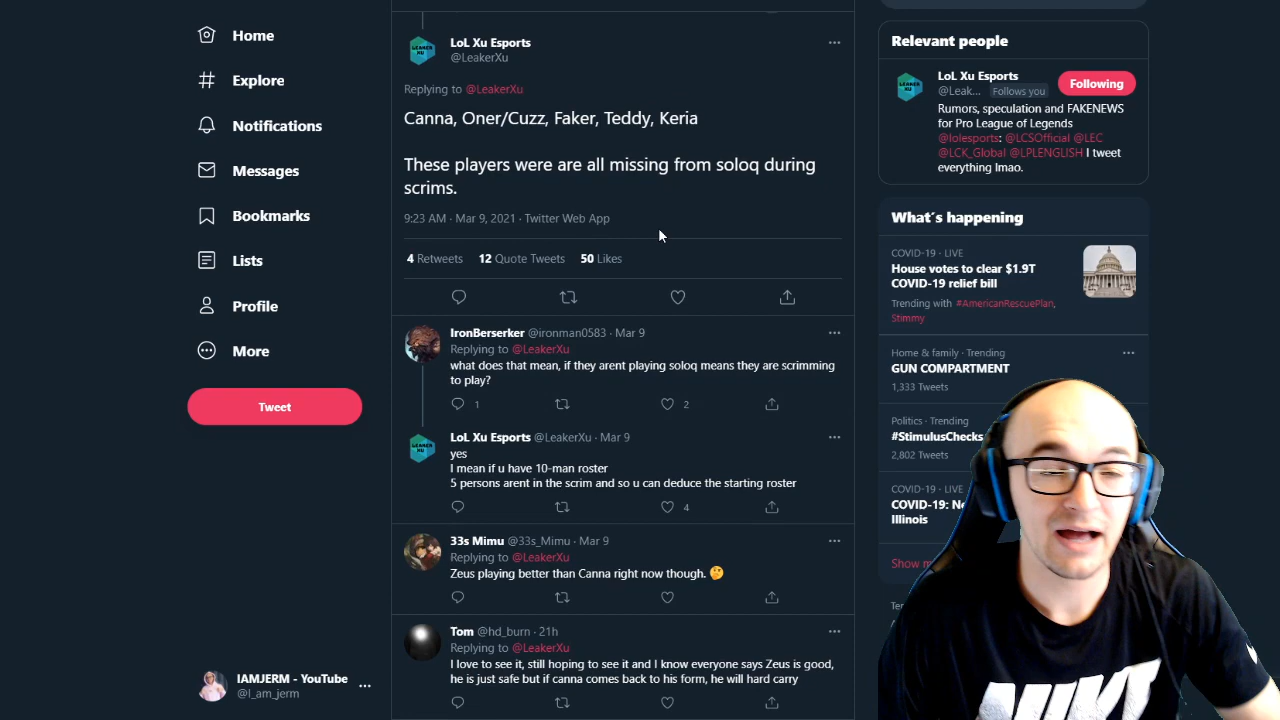 Home
Explore
Notifications
Messages
Bookmarks
Lists
Profile
More
Tweet
IAMJERM - YouTube
@I_am_jerm
LEAKER
XU
LoL Xu Esports
@LeakerXu
Replying to @LeakerXu
Canna, Oner/Cuzz, Faker, Teddy, Keria
These players were are all missing from soloq during
scrims.
9:23 AM · Mar 9, 2021 · Twitter Web App
4 Retweets 12 Quote Tweets 50 Likes
IronBerserker @ironman0583 · Mar 9
Replying to @LeakerXu
what does that mean, if they arent playing soloq means they are scrimming
to play?
1 2
LEAKER
XU
LoL Xu Esports @LeakerXu · Mar 9
yes
I mean if u have 10-man roster
5 persons arent in the scrim and so u can deduce the starting roster
4
33s Mimu @33s_Mimu · Mar 9
Replying to @LeakerXu
Zeus playing better than Canna right now though. 🤔
Tom @hd_burn · 21h
Replying to @LeakerXu
I love to see it, still hoping to see it and I know everyone says Zeus is good,
he is just safe but if canna comes back to his form, he will hard carry
Relevant people
LEAKER
XU
LoL Xu Esports
@Leak... Follows you
Following
Rumors, speculation and FAKENEWS
for Pro League of Legends
@lolesports: @LCSOfficial @LEC
@LCK_Global @LPLENGLISH I tweet
everything lmao.
What's happening
COVID-19 · LIVE
House votes to clear $1.9T
COVID-19 relief bill
Trending with #AmericanRescuePlan,
Stimmy
Home & family · Trending
GUN COMPARTMENT
1,333 Tweets
Politics · Trending
#StimulusChecks
2,802 Tweets
COVID-19 · LIVE
COVID-19: Ne
Illinois
Show m
Te